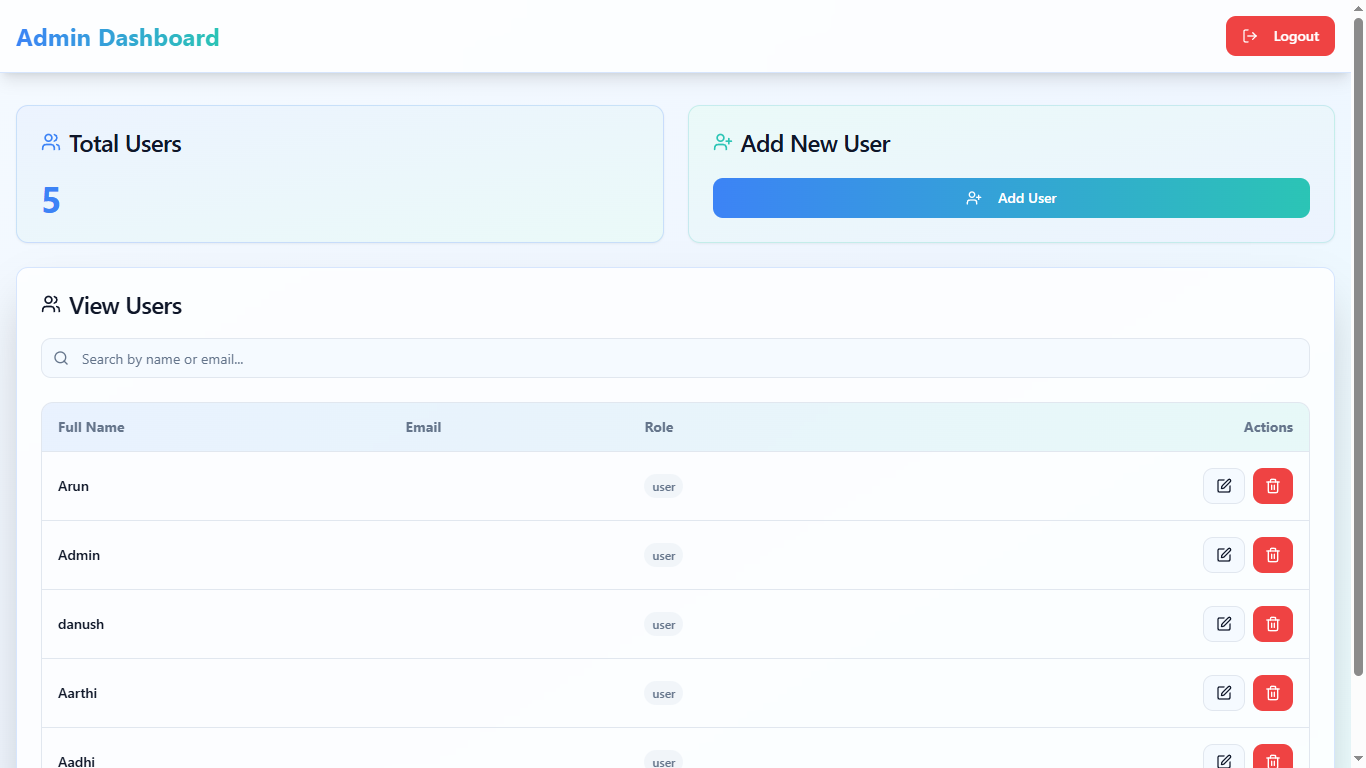 Admin Dashboard
Logout
Total Users
5
Add New User
Add User
View Users
Search by name or email...
Full Name Email Role Actions
Arun user
Admin user
danush user
Aarthi user
Aadhi user